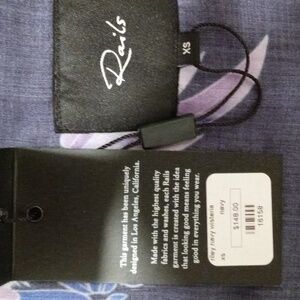 Rails
XS
This garment has been uniquely
designed in Los Angeles, California.
Made with the highest quality
fabrics and washes, each Rails
garment is created with the idea
that looking good means feeling
good in everything you wear.
riley navy wisteria
navy
xs
$148.00
16158